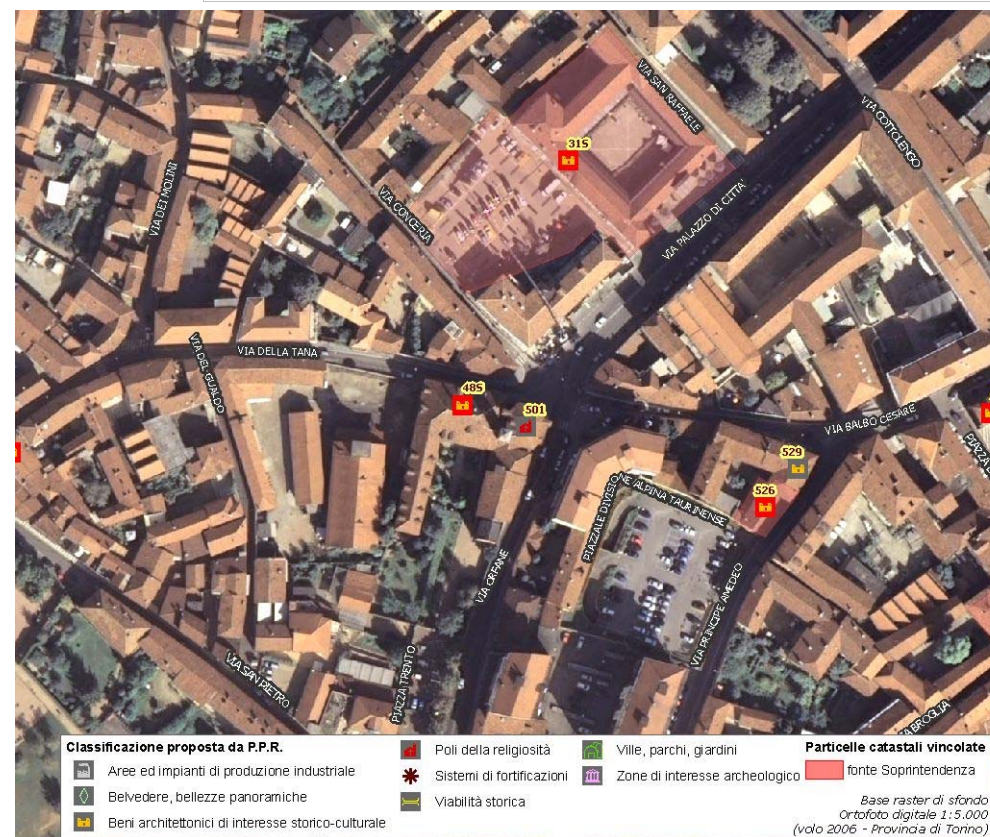 VIA SAN RAFFAELE
VIA COTTOLENGO
315
VIA DEI MOLINI
VIA CONCERIA
VIA PALAZZO DI CITTA'
VIA DELLA TANA
VIA DEL GUALDO
485
501
VIA BALBO CESARE
529
526
PIAZZALE DIVISIONE ALPINA TAURINENSE
VIA ORFANE
VIA PRINCIPE AMEDEO
VIA SAN PIETRO
PIAZZA TRENTO
BROGLIA
Classificazione proposta da P.P.R.
Aree ed impianti di produzione industriale
Belvedere, bellezze panoramiche
Beni architettonici di interesse storico-culturale
Poli della religiosità
Sistemi di fortificazioni
Viabilità storica
Ville, parchi, giardini
Zone di interesse archeologico
Particelle catastali vincolate
fonte Soprintendenza
Base raster di sfondo
Ortofoto digitale 1:5.000
(volo 2006 - Provincia di Torino)